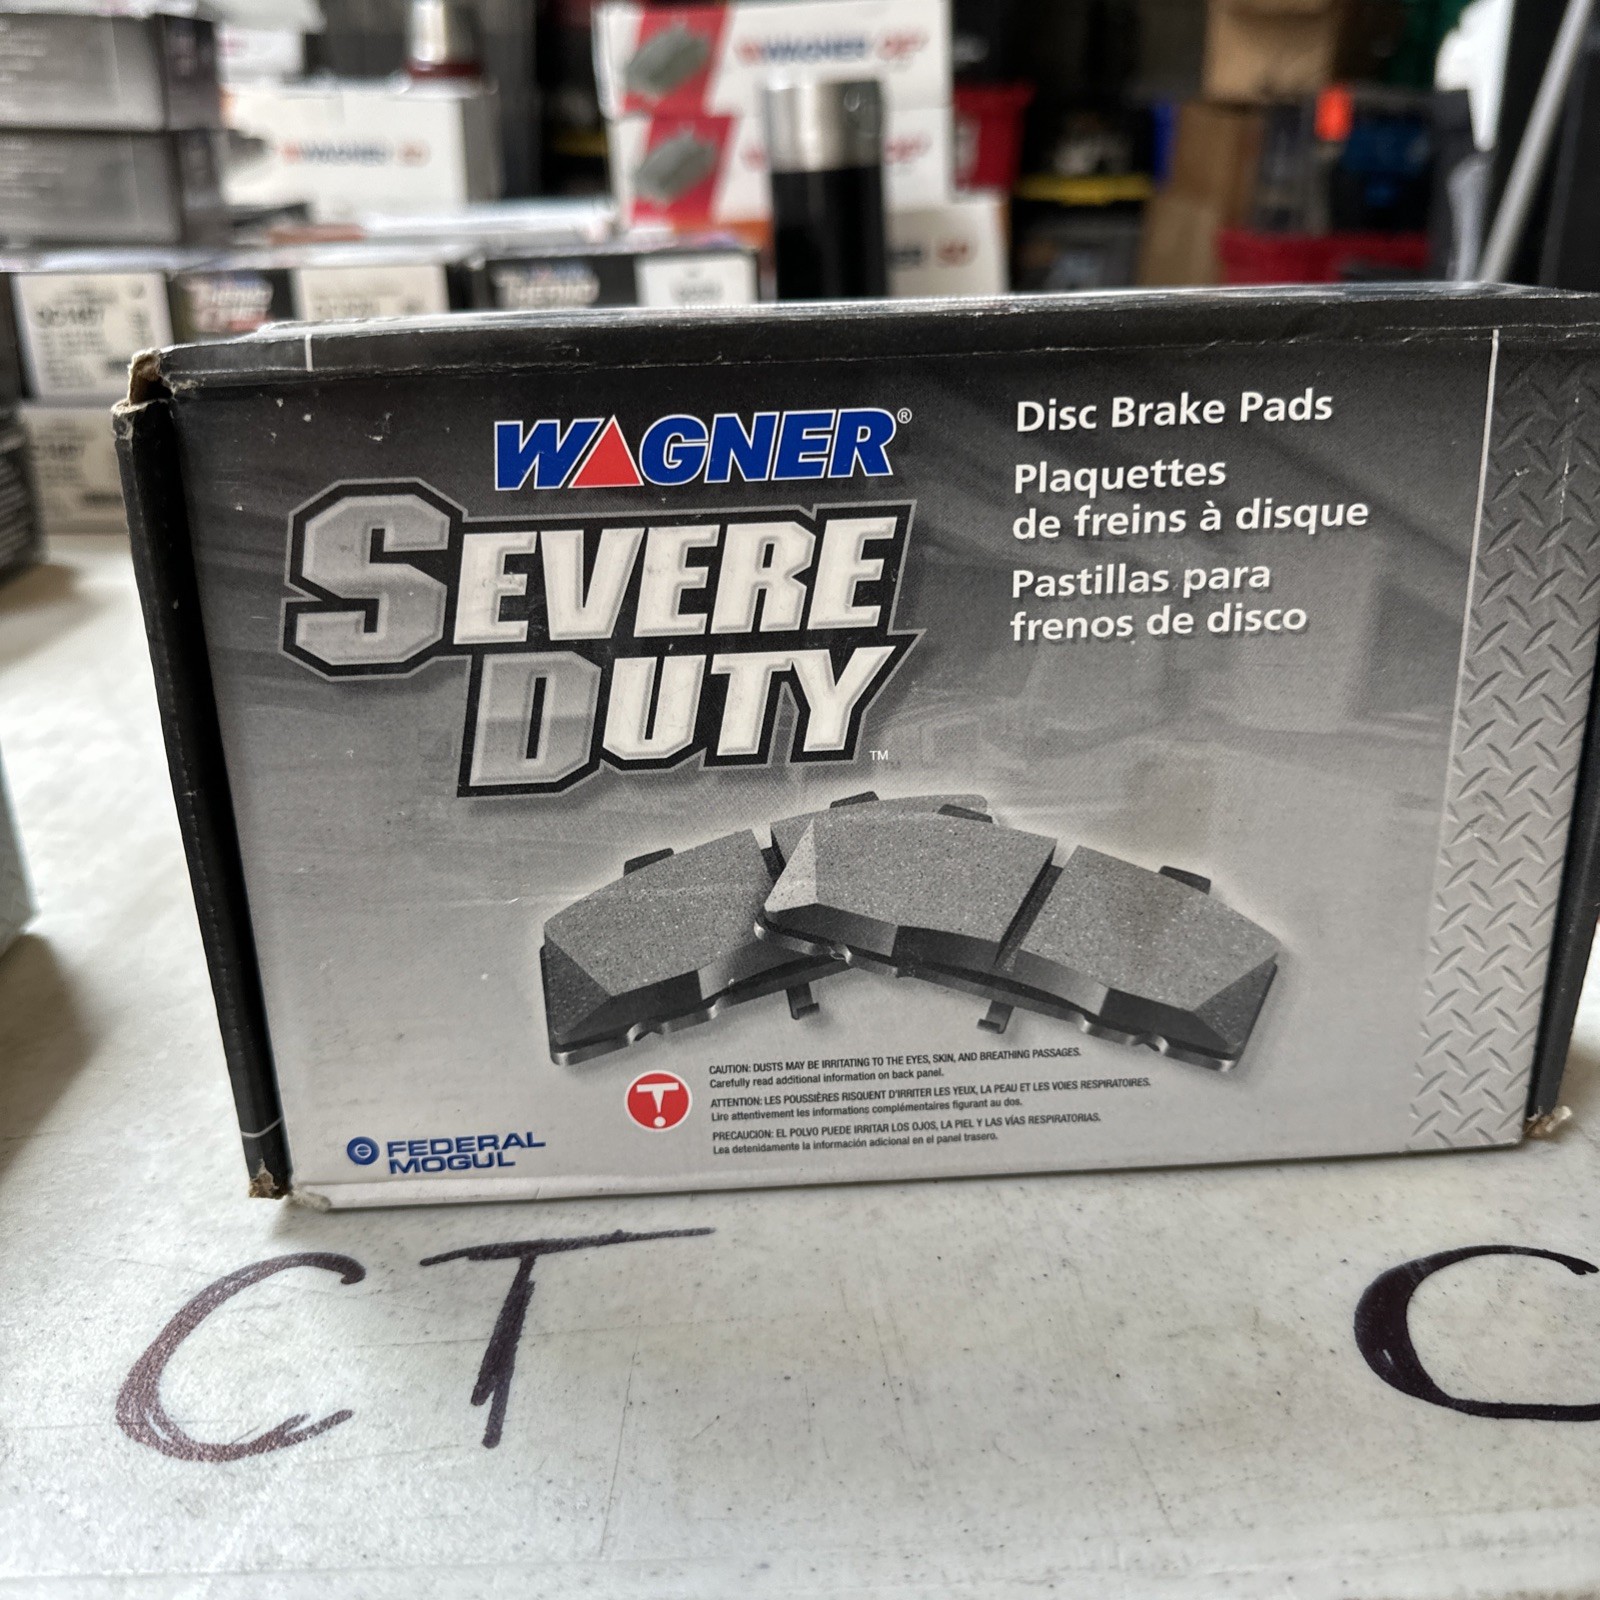 WAGNER
WAGNER
WAGNER®
SEVERE
DUTY™
Disc Brake Pads
Plaquettes
de freins à disque
Pastillas para
frenos de disco
CAUTION: DUSTS MAY BE IRRITATING TO THE EYES, SKIN, AND BREATHING PASSAGES.
Carefully read additional information on back panel.
ATTENTION: LES POUSSIÈRES RISQUENT D'IRRITER LES YEUX, LA PEAU ET LES VOIES RESPIRATOIRES.
Lire attentivement les informations complémentaires figurant au dos.
PRECAUCION: EL POLVO PUEDE IRRITAR LOS OJOS, LA PIEL Y LAS VÍAS RESPIRATORIAS.
Lea detenidamente la información adicional en el panel trasero.
FEDERAL
MOGUL
CT C